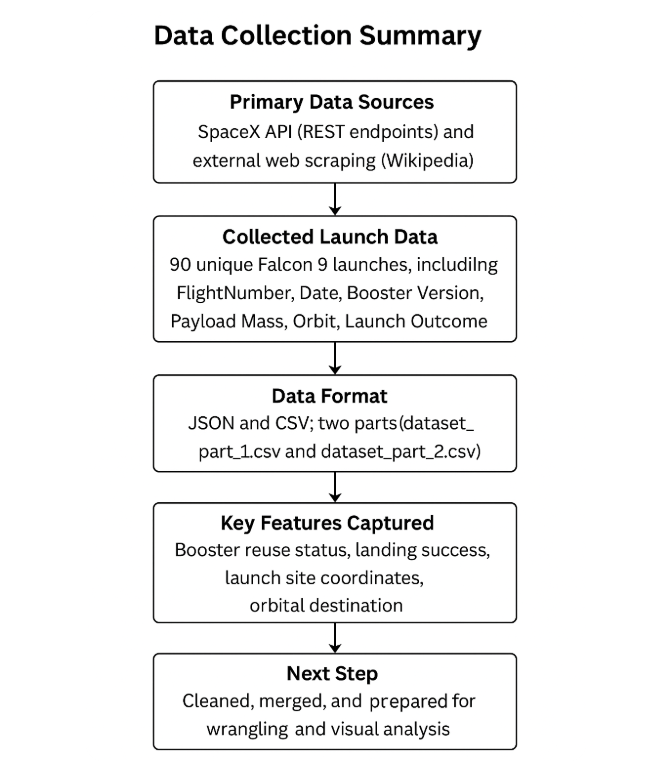 Data Collection Summary
Primary Data Sources
SpaceX API (REST endpoints) and
external web scraping (Wikipedia)
Collected Launch Data
90 unique Falcon 9 launches, includiIng
FlightNumber, Date, Booster Version,
Payload Mass, Orbit, Launch Outcome
Data Format
JSON and CSV; two parts(dataset_
part_1.csv and dataset_part_2.csv)
Key Features Captured
Booster reuse status, landing success,
launch site coordinates,
orbital destination
Next Step
Cleaned, merged, and prepared for
wrangling and visual analysis